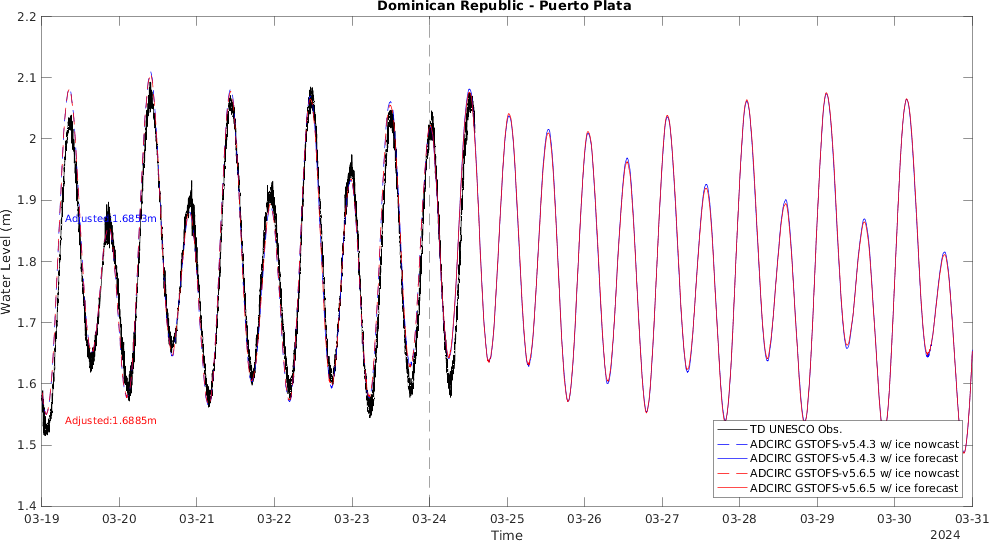 Dominican Republic - Puerto Plata
2.2
2.1
2
1.9
1.8
1.7
1.6
1.5
1.4
Water Level (m)
Adjusted:1.6853m
Adjusted:1.6885m
TD UNESCO Obs.
ADCIRC GSTOFS-v5.4.3 w/ ice nowcast
ADCIRC GSTOFS-v5.4.3 w/ ice forecast
ADCIRC GSTOFS-v5.6.5 w/ ice nowcast
ADCIRC GSTOFS-v5.6.5 w/ ice forecast
03-19 03-20 03-21 03-22 03-23 03-24 03-25 03-26 03-27 03-28 03-29 03-30 03-31
Time
2024